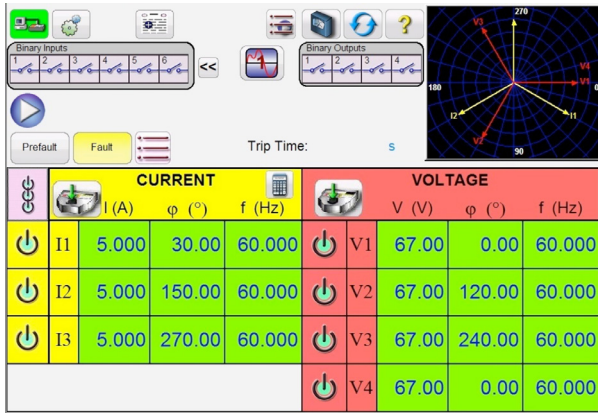 ?
270
V3
Binary Inputs
Binary Outputs
1 2 3 4 5 6
<<
1 2 3 4
V4
V1
180
0
I2
I1
V2
90
Prefault
Fault
Trip Time:
s
CURRENT
VOLTAGE
I (A) φ (°) f (Hz)
V (V) φ (°) f (Hz)
I1 5.000 30.00 60.000 V1 67.00 0.00 60.000
I2 5.000 150.00 60.000 V2 67.00 120.00 60.000
I3 5.000 270.00 60.000 V3 67.00 240.00 60.000
V4 67.00 0.00 60.000